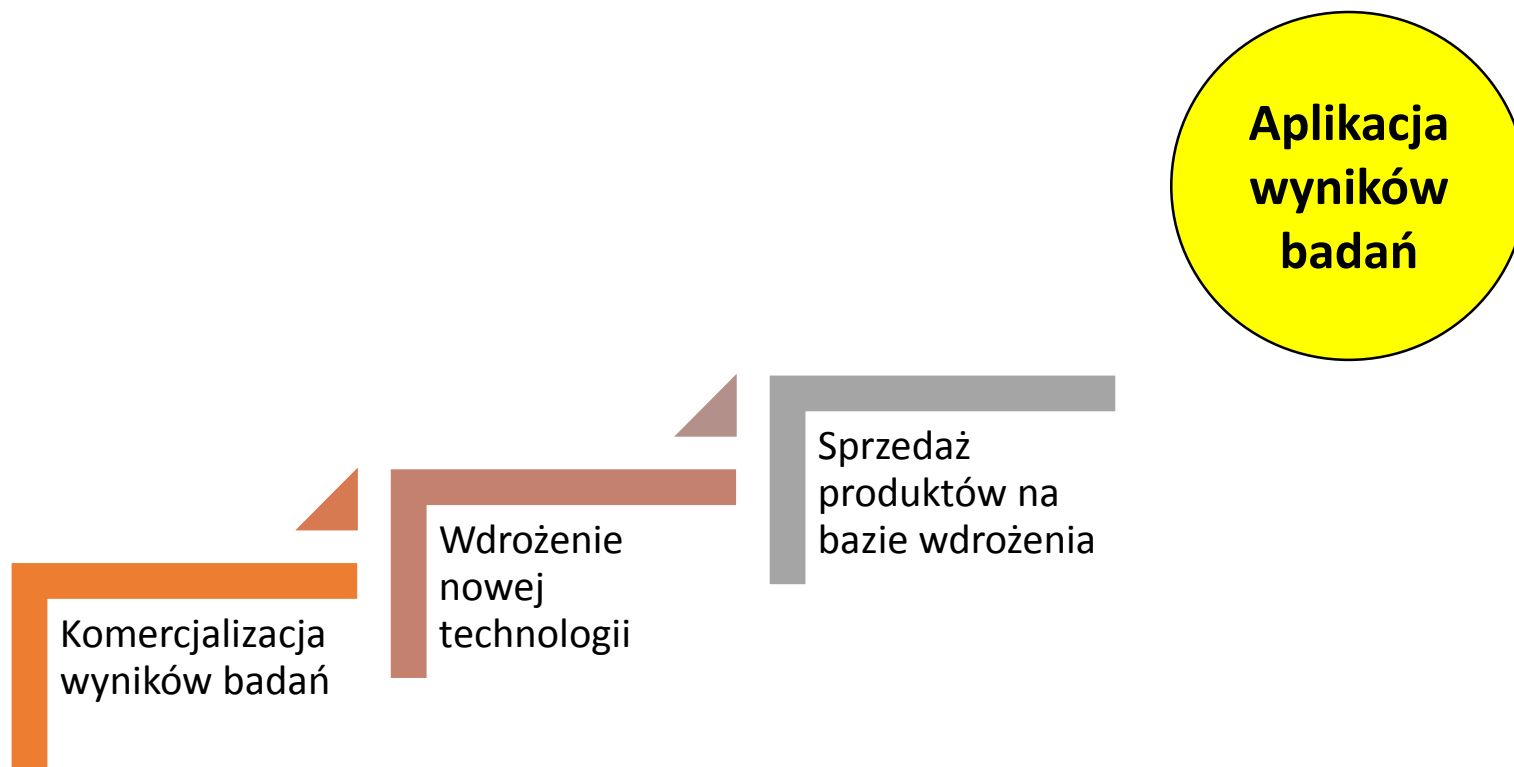 Aplikacja
wyników
badań
Sprzedaż
produktów na
bazie wdrożenia
Wdrożenie
nowej
technologii
Komercjalizacja
wyników badań